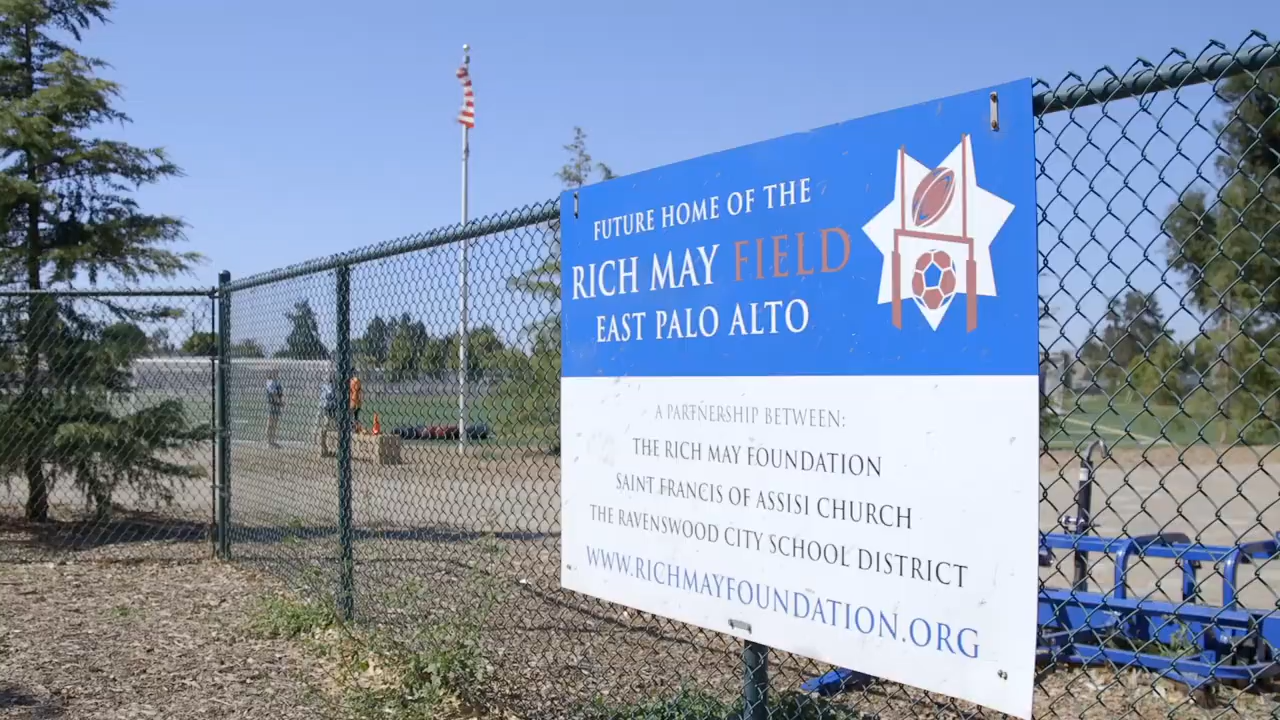 FUTURE HOME OF THE
RICH MAY FIELD
EAST PALO ALTO
A PARTNERSHIP BETWEEN:
THE RICH MAY FOUNDATION
SAINT FRANCIS OF ASSISI CHURCH
THE RAVENSWOOD CITY SCHOOL DISTRICT
WWW.RICHMAYFOUNDATION.ORG